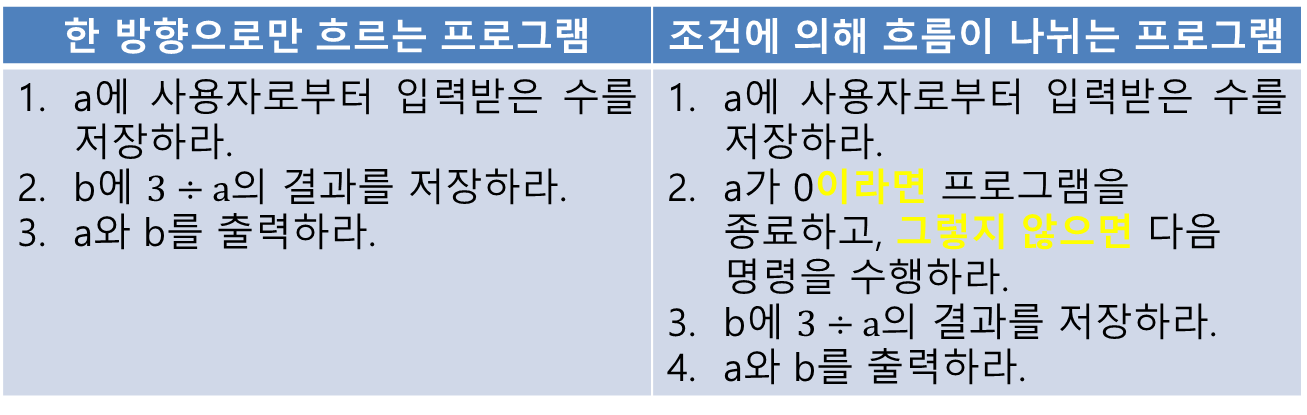 한 방향으로만 흐르는 프로그램
1. a에 사용자로부터 입력받은 수를
저장하라.
2. b에 3 ÷ a의 결과를 저장하라.
3. a와 b를 출력하라.
조건에 의해 흐름이 나뉘는 프로그램
1. a에 사용자로부터 입력받은 수를
저장하라.
2. a가 0이라면 프로그램을
종료하고, 그렇지 않으면 다음
명령을 수행하라.
3. b에 3 ÷ a의 결과를 저장하라.
4. a와 b를 출력하라.